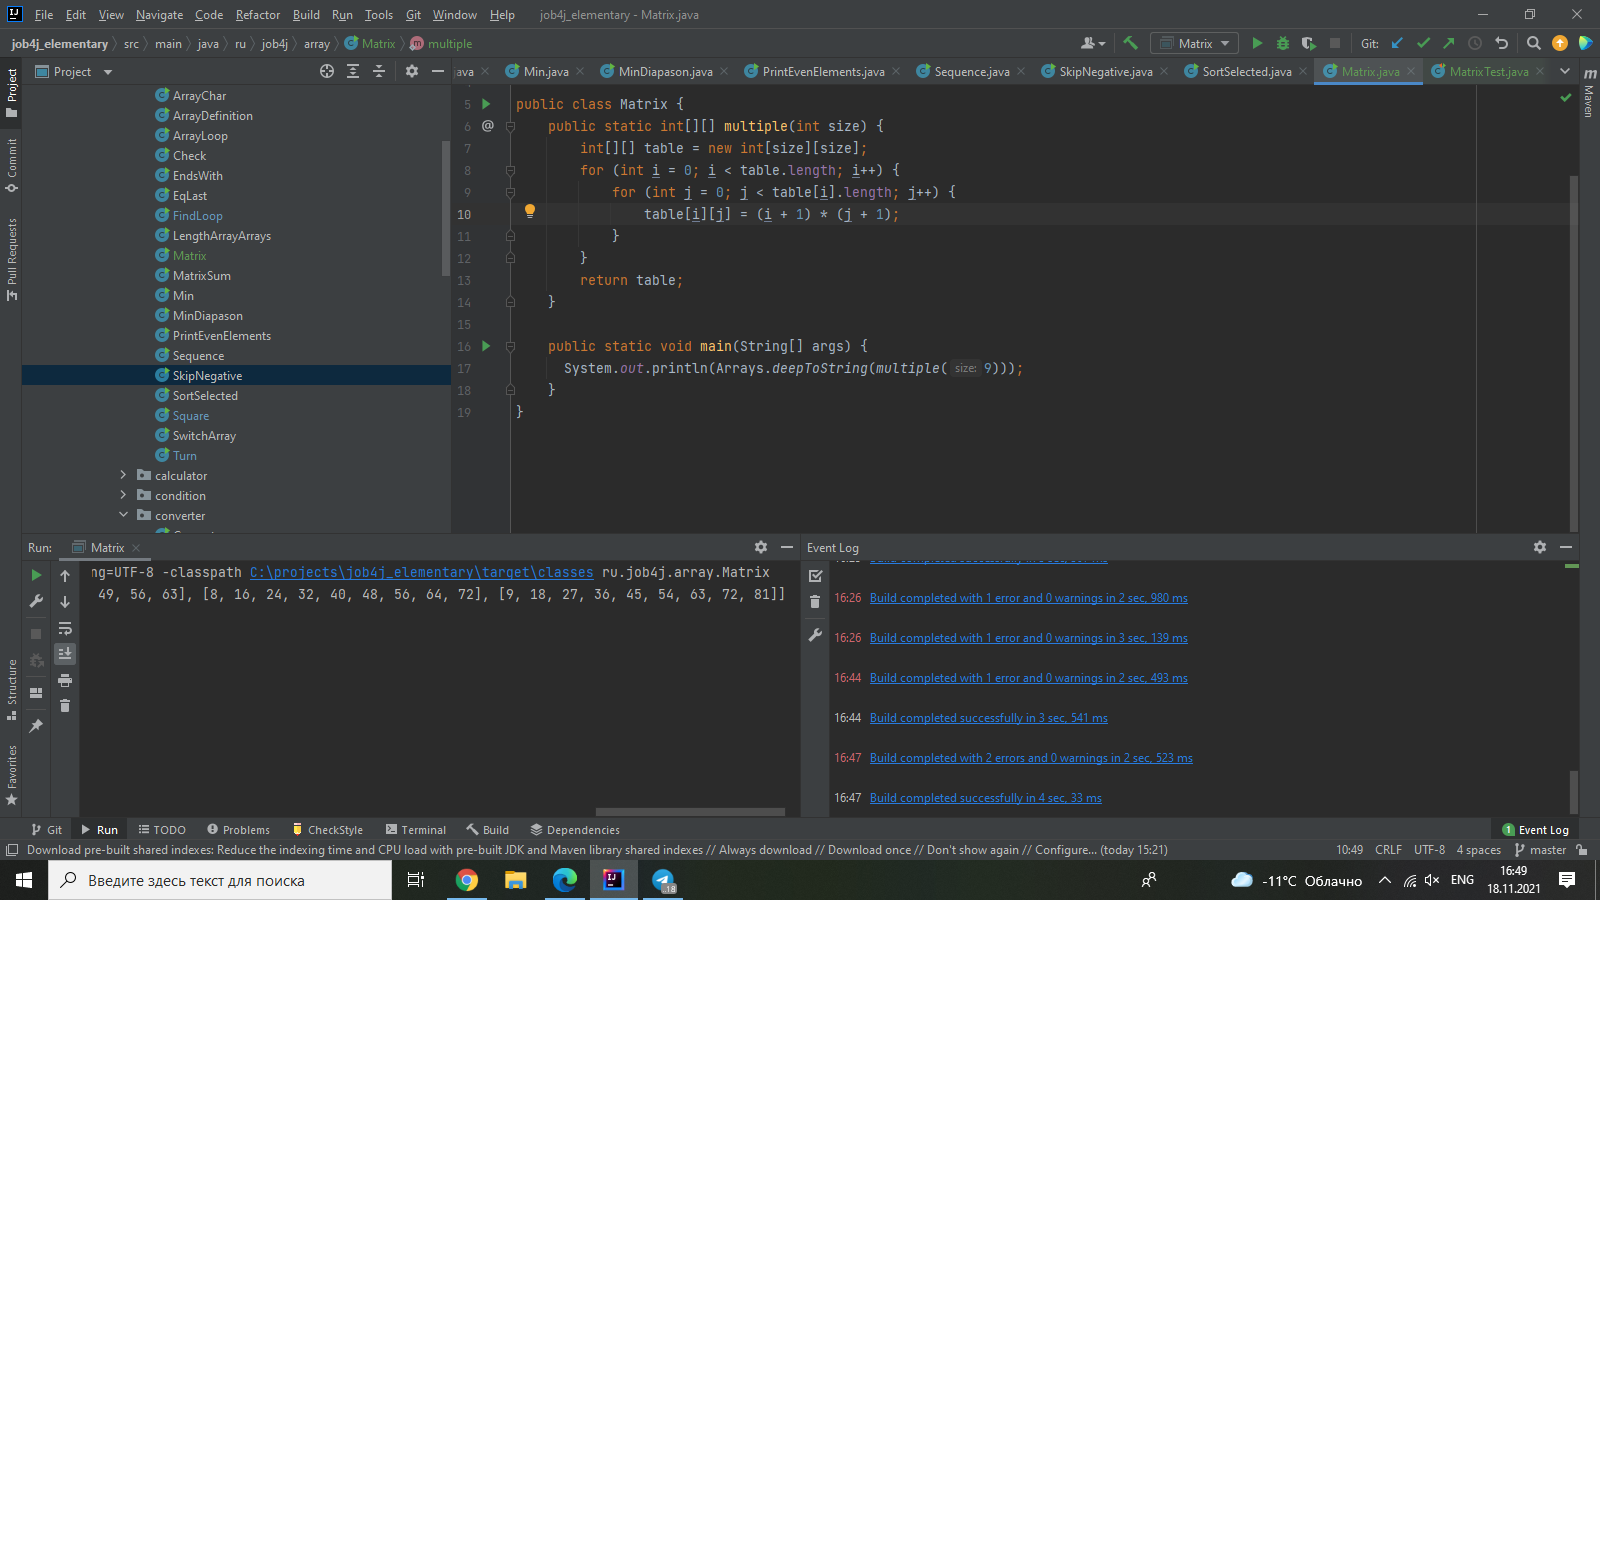 File Edit View Navigate Code Refactor Build Run Tools Git Window Help job4j_elementary - Matrix.java
job4j_elementary src main java ru job4j array Matrix multiple
Matrix Git:
Project
.java Min.java MinDiapason.java PrintEvenElements.java Sequence.java SkipNegative.java SortSelected.java Matrix.java MatrixTest.java
Project
Commit
Pull Requests
Structure
Favorites
Maven
ArrayChar
ArrayDefinition
ArrayLoop
Check
EndsWith
EqLast
FindLoop
LengthArrayArrays
Matrix
MatrixSum
Min
MinDiapason
PrintEvenElements
Sequence
SkipNegative
SortSelected
Square
SwitchArray
Turn
calculator
condition
converter
5 public class Matrix {
6 @ public static int[][] multiple(int size) {
7 int[][] table = new int[size][size];
8 for (int i = 0; i < table.length; i++) {
9 for (int j = 0; j < table[i].length; j++) {
10 table[i][j] = (i + 1) * (j + 1);
11 }
12 }
13 return table;
14 }
15
16 public static void main(String[] args) {
17 System.out.println(Arrays.deepToString(multiple( size: 9)));
18 }
19 }
Run: Matrix
ng=UTF-8 -classpath C:\projects\job4j_elementary\target\classes ru.job4j.array.Matrix
49, 56, 63], [8, 16, 24, 32, 40, 48, 56, 64, 72], [9, 18, 27, 36, 45, 54, 63, 72, 81]]
Event Log
16:26 Build completed with 1 error and 0 warnings in 2 sec, 980 ms
16:26 Build completed with 1 error and 0 warnings in 3 sec, 139 ms
16:44 Build completed with 1 error and 0 warnings in 2 sec, 493 ms
16:44 Build completed successfully in 3 sec, 541 ms
16:47 Build completed with 2 errors and 0 warnings in 2 sec, 523 ms
16:47 Build completed successfully in 4 sec, 33 ms
Git Run TODO Problems CheckStyle Terminal Build Dependencies 1 Event Log
Download pre-built shared indexes: Reduce the indexing time and CPU load with pre-built JDK and Maven library shared indexes // Always download // Download once // Don't show again // Configure... (today 15:21) 10:49 CRLF UTF-8 4 spaces master
Введите здесь текст для поиска -11°C Облачно ENG 16:49
18.11.2021